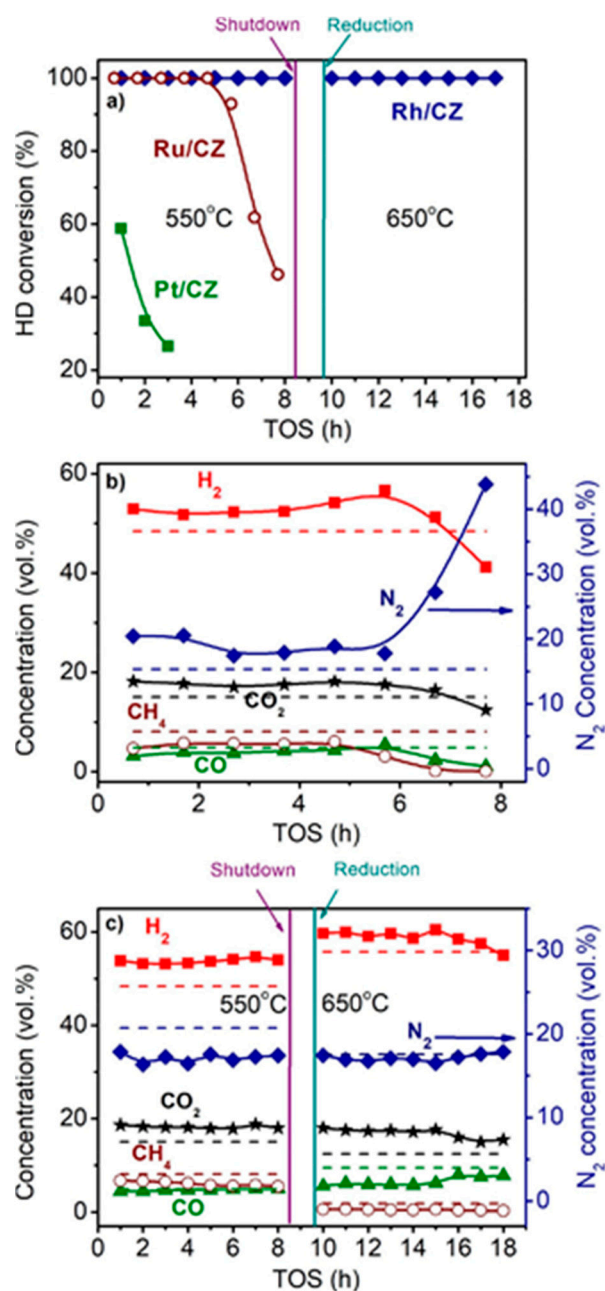 Shutdown
Reduction
100
80
60
40
20
a)
Rh/CZ
Ru/CZ
550°C
650°C
Pt/CZ
HD conversion (%)
0 2 4 6 8 10 12 14 16 18
TOS (h)
b)
60
40
20
0
H₂
N₂
CO₂
CH₄
CO
40
30
20
10
0
Concentration (vol.%)
N₂ Concentration (vol.%)
0 2 4 6 8
TOS (h)
Shutdown
Reduction
c)
60
40
20
0
H₂
550°C
650°C
N₂
CO₂
CH₄
CO
30
20
10
0
Concentration (vol.%)
N₂ concentration (vol.%)
0 2 4 6 8 10 12 14 16 18
TOS (h)